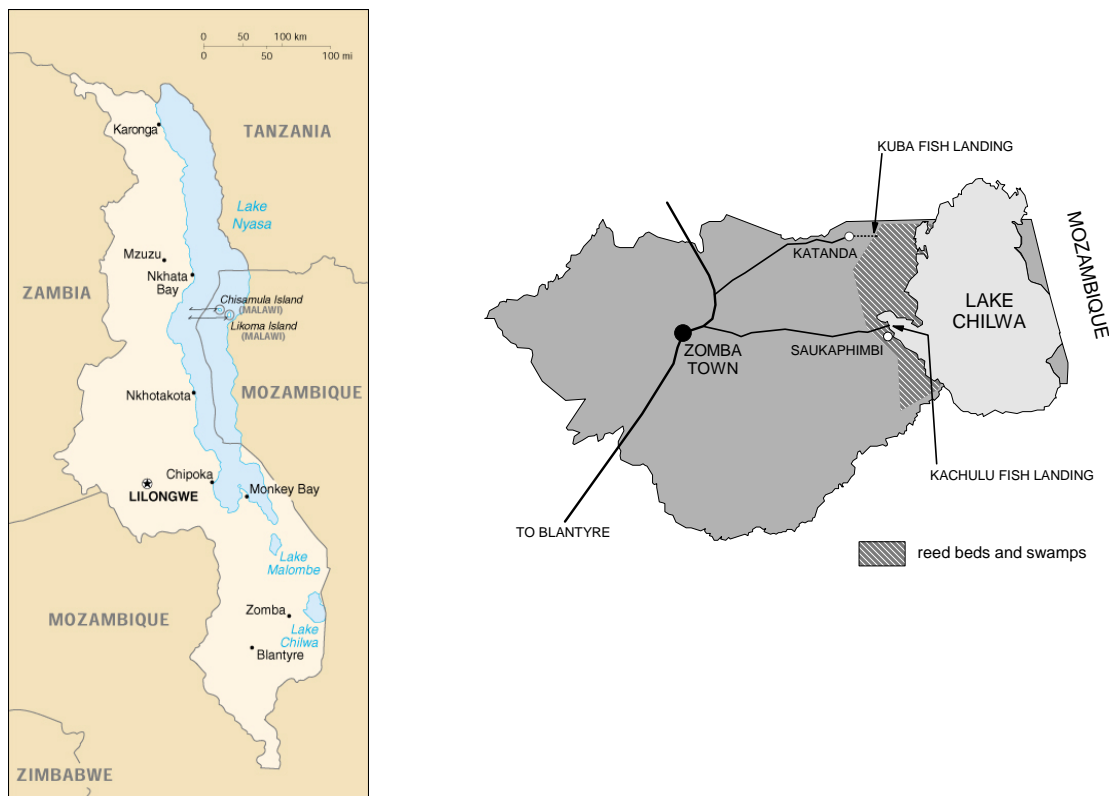 0 50 100 km
0 50 100 mi
Karonga
TANZANIA
Lake
Nyasa
Mzuzu
Nkhata
Bay
ZAMBIA
Chisamula Island
(MALAWI)
Likoma Island
(MALAWI)
Nkhotakota
MOZAMBIQUE
Chipoka
LILONGWE
Monkey Bay
Lake
Malombe
MOZAMBIQUE
Zomba
Lake
Chilwa
Blantyre
ZIMBABWE
KUBA FISH LANDING
KATANDA
MOZAMBIQUE
LAKE
CHILWA
ZOMBA
TOWN
SAUKAPHIMBI
KACHULU FISH LANDING
TO BLANTYRE
reed beds and swamps